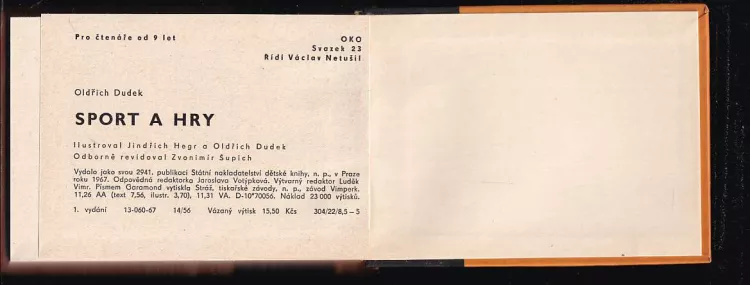 Pro čtenáře od 9 let
OKO
Svazek 23
Řídí Václav Netušil
Oldřich Dudek
SPORT A HRY
Ilustroval Jindřich Hegr a Oldřich Dudek
Odborně revidoval Zvonimír Šupich
Vydalo jako svou 2941. publikaci Státní nakladatelství dětské knihy, n. p., v Praze
roku 1967. Odpovědná redaktorka Jaroslava Votýpková. Výtvarný redaktor Luděk
Vimr. Písmem Garamond vytiskla Stráž, tiskařské závody, n. p., závod Vimperk.
11,26 AA (text 7,56, ilustr. 3,70), 11,31 VA. D-10*70056. Náklad 23 000 výtisků.
1. vydání 13-060-67 14/56 Vázaný výtisk 15,50 Kčs 304/22/8,5 – 5